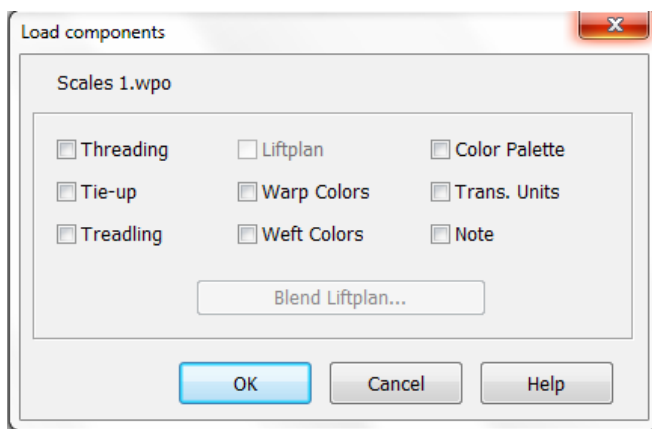 Load components
Scales 1.wpo
Threading Liftplan Color Palette
Tie-up Warp Colors Trans. Units
Treadling Weft Colors Note
Blend Liftplan...
OK Cancel Help